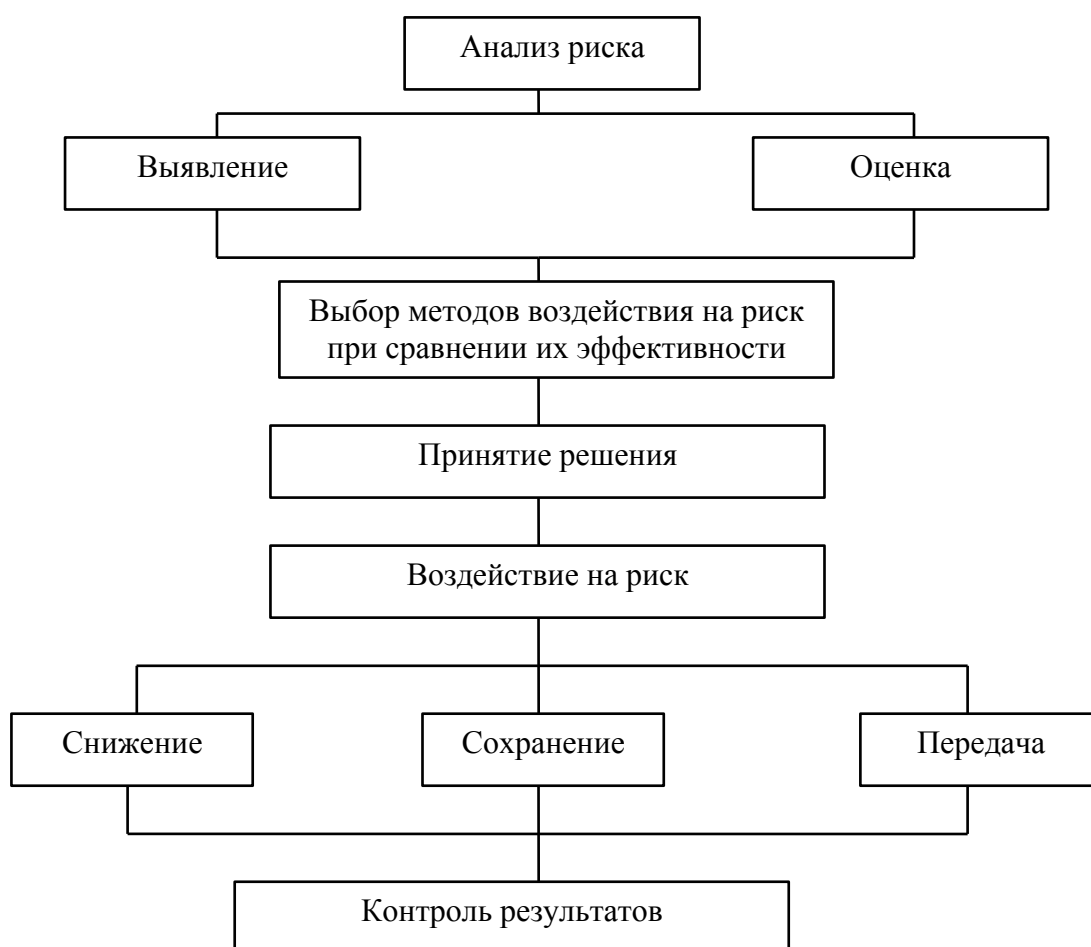 Анализ риска
Выявление
Оценка
Выбор методов воздействия на риск
при сравнении их эффективности
Принятие решения
Воздействие на риск
Снижение
Сохранение
Передача
Контроль результатов